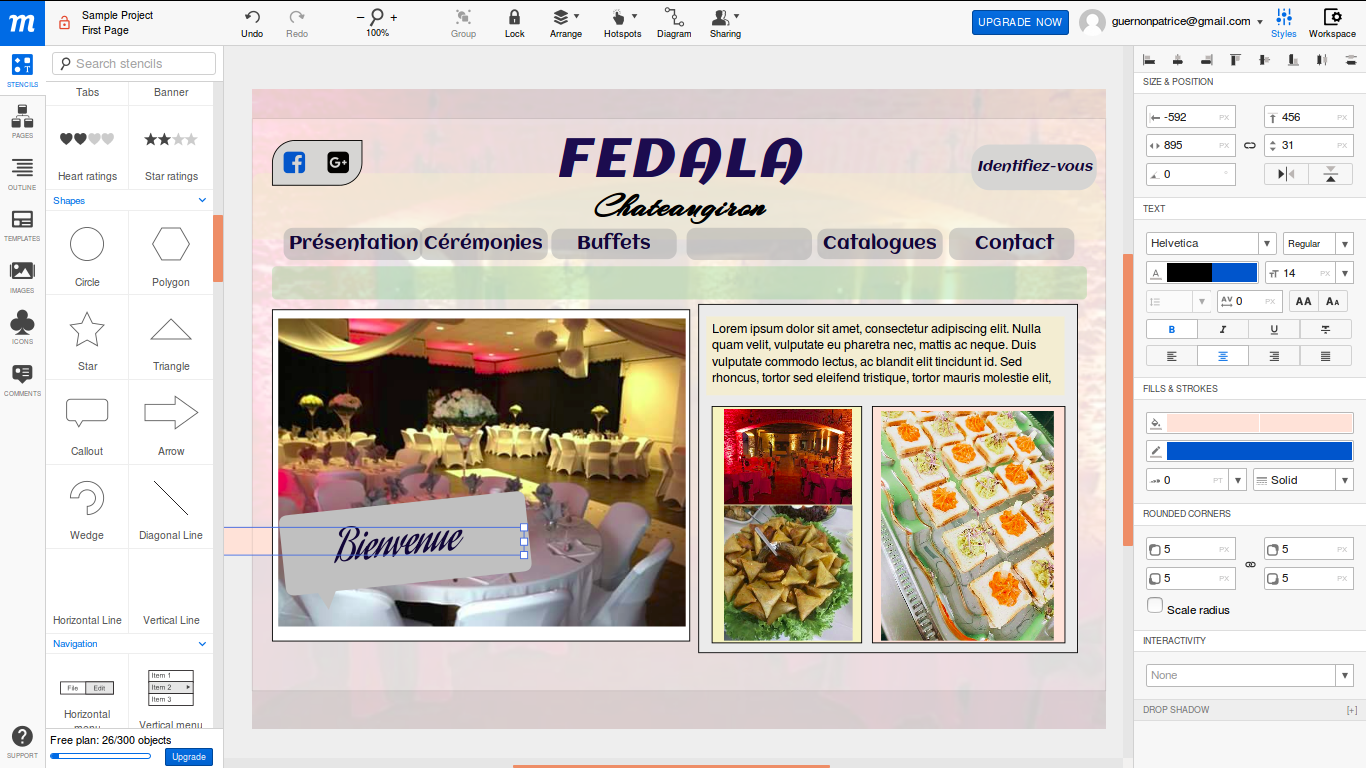 m
Sample Project
First Page
Undo
Redo
− +
100%
Group
Lock
Arrange
Hotspots
Diagram
Sharing
UPGRADE NOW
guernonpatrice@gmail.com
Styles
Workspace
STENCILS
PAGES
OUTLINE
TEMPLATES
IMAGES
ICONS
COMMENTS
SUPPORT
Search stencils
Tabs
Banner
Heart ratings
Star ratings
Shapes
Circle
Polygon
Star
Triangle
Callout
Arrow
Wedge
Diagonal Line
Horizontal Line
Vertical Line
Navigation
File Edit
Item 1
Item 2
Item 3
Horizontal
menu
Vertical menu
Free plan: 26/300 objects
Upgrade
G+
FEDALA
Chateaugiron
Identifiez-vous
Présentation
Cérémonies
Buffets
Catalogues
Contact
Bienvenue
Lorem ipsum dolor sit amet, consectetur adipiscing elit. Nulla
quam velit, vulputate eu pharetra nec, mattis ac neque. Duis
vulputate commodo lectus, ac blandit elit tincidunt id. Sed
rhoncus, tortor sed eleifend tristique, tortor mauris molestie elit,
SIZE & POSITION
-592 PX
456 PX
895 PX
31 PX
0 °
TEXT
Helvetica
Regular
A
TT 14 PX
AV 0 PX
AA AA
B I U T
FILLS & STROKES
0 PT
Solid
ROUNDED CORNERS
5 PX
5 PX
5 PX
5 PX
Scale radius
INTERACTIVITY
None
DROP SHADOW [+]